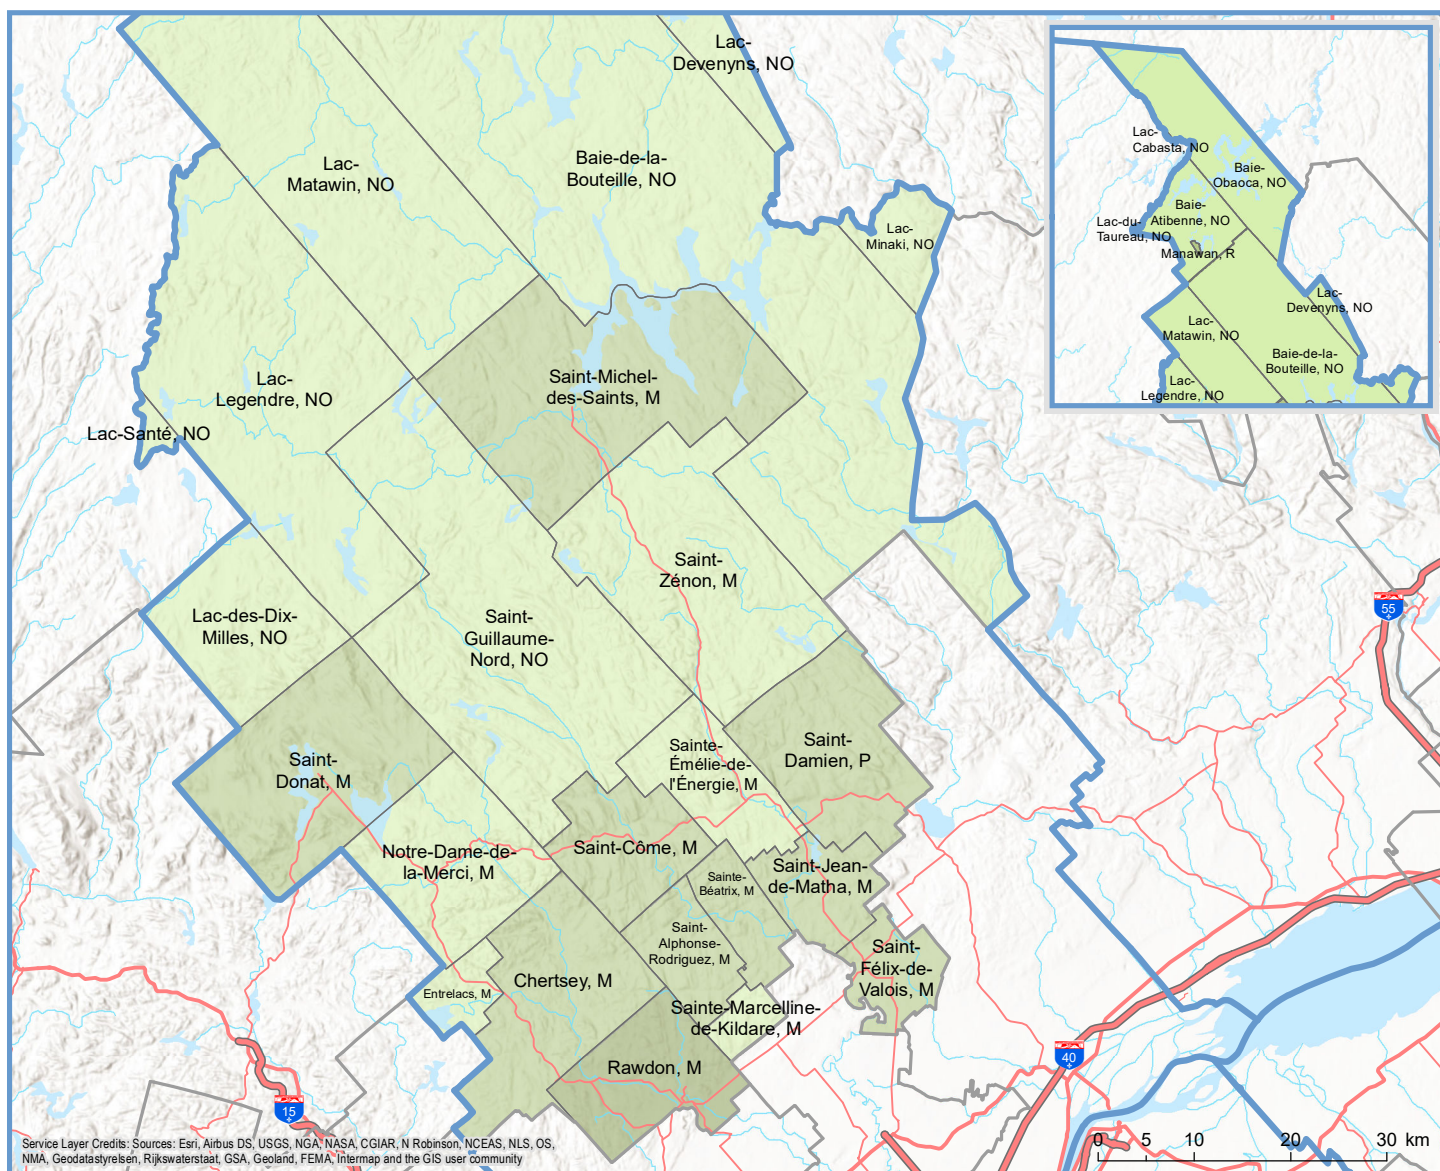 Lac-
Devenyns, NO
Lac-
Matawin, NO
Baie-de-la-
Bouteille, NO
Lac-
Minaki, NO
Lac-
Cabasta, NO
Baie-
Obaoca, NO
Baie-
Atibenne, NO
Lac-du-
Taureau, NO
Manawan, R
Lac-
Devenyns, NO
Lac-
Matawin, NO
Baie-de-la-
Bouteille, NO
Lac-
Legendre, NO
Saint-Michel-
des-Saints, M
Lac-
Legendre, NO
Lac-Santé, NO
Saint-
Zénon, M
Lac-des-Dix-
Milles, NO
Saint-
Guillaume-
Nord, NO
55
Saint-
Donat, M
Sainte-
Émélie-de-
l'Énergie, M
Saint-
Damien, P
Notre-Dame-de-
la-Merci, M
Saint-Côme, M
Sainte-
Béatrix, M
Saint-Jean-
de-Matha, M
Saint-
Alphonse-
Rodriguez, M
Saint-
Félix-de-
Valois, M
Chertsey, M
Entrelacs, M
Sainte-Marcelline-
de-Kildare, M
Rawdon, M
40
15
Service Layer Credits: Sources: Esri, Airbus DS, USGS, NGA, NASA, CGIAR, N Robinson, NCEAS, NLS, OS,
NMA, Geodatastyrelsen, Rijkswaterstaat, GSA, Geoland, FEMA, Intermap and the GIS user community
0 5 10 20 30 km